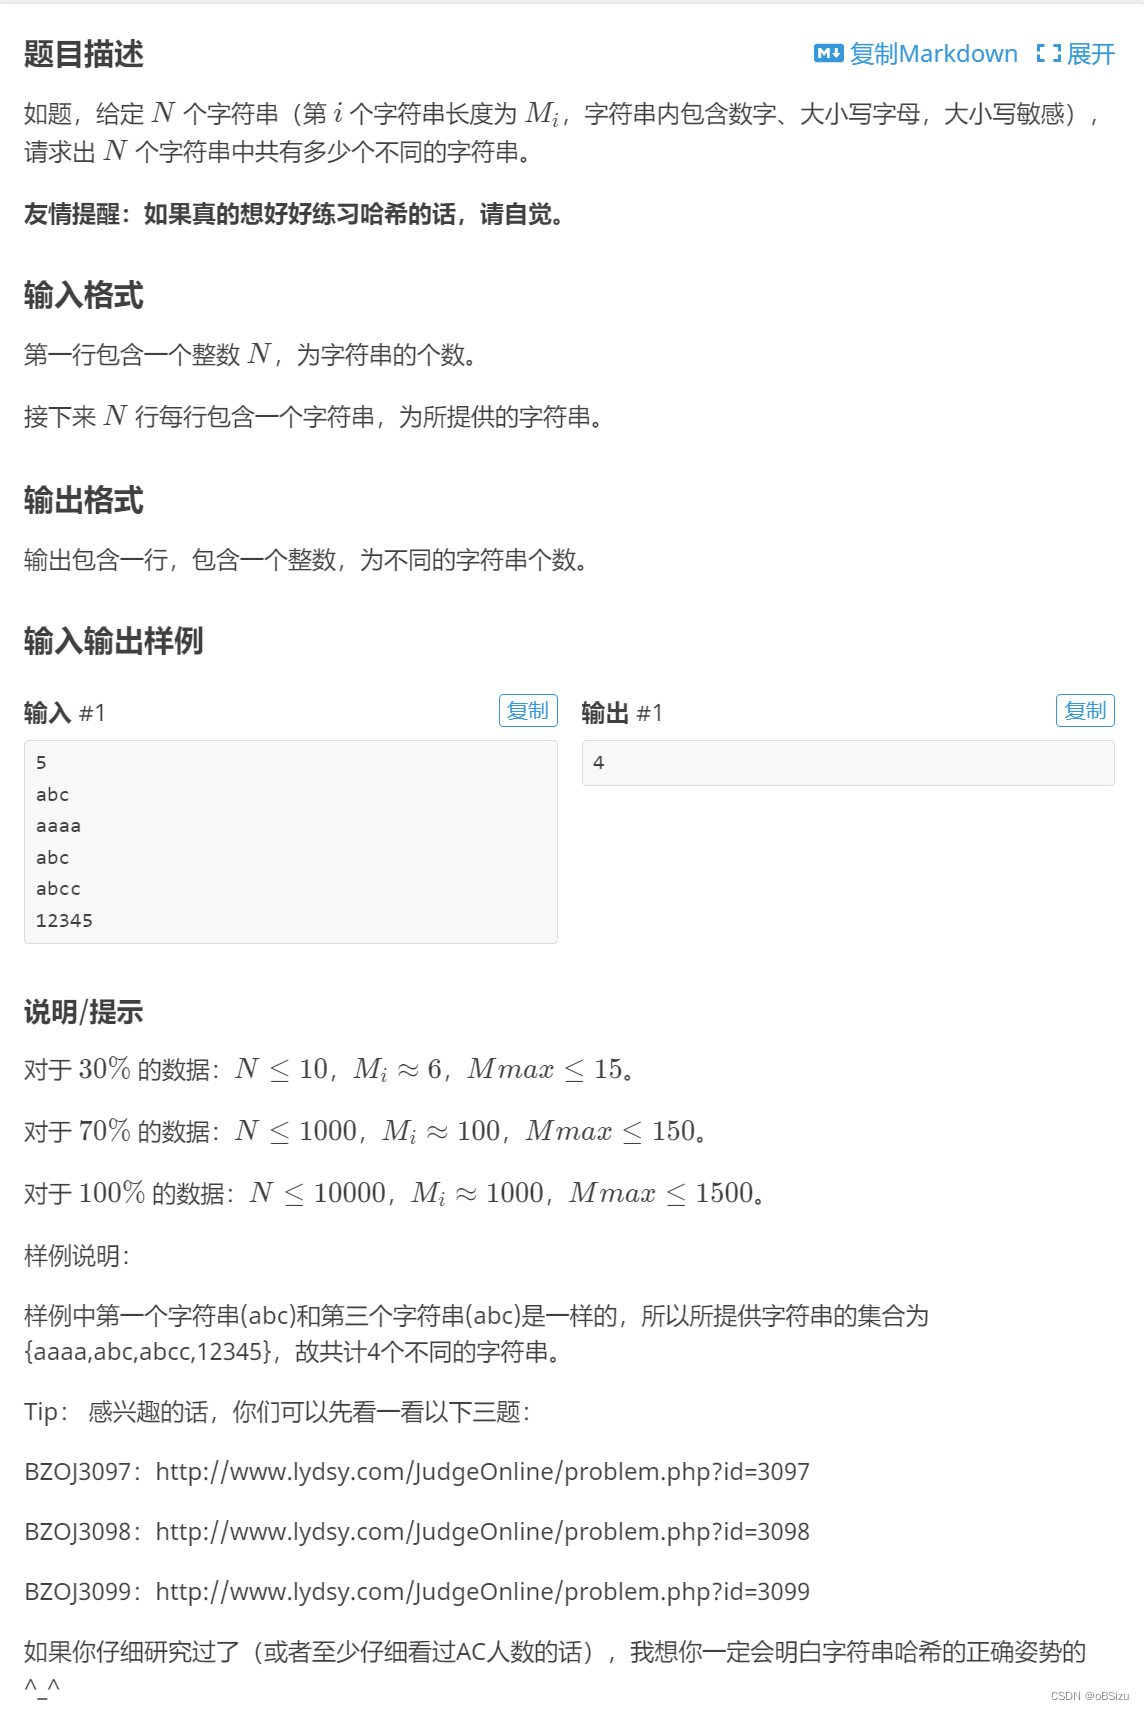 题目描述
复制Markdown 展开
如题，给定 N 个字符串（第 i 个字符串长度为 Mi，字符串内包含数字、大小写字母，大小写敏感），
请求出 N 个字符串中共有多少个不同的字符串。
友情提醒：如果真的想好好练习哈希的话，请自觉。
输入格式
第一行包含一个整数 N，为字符串的个数。
接下来 N 行每行包含一个字符串，为所提供的字符串。
输出格式
输出包含一行，包含一个整数，为不同的字符串个数。
输入输出样例
输入 #1 复制
5
abc
aaaa
abc
abcc
12345
输出 #1 复制
4
说明/提示
对于 30% 的数据：N ≤ 10，Mi ≈ 6，Mmax ≤ 15。
对于 70% 的数据：N ≤ 1000，Mi ≈ 100，Mmax ≤ 150。
对于 100% 的数据：N ≤ 10000，Mi ≈ 1000，Mmax ≤ 1500。
样例说明：
样例中第一个字符串(abc)和第三个字符串(abc)是一样的，所以所提供字符串的集合为
{aaaa,abc,abcc,12345}，故共计4个不同的字符串。
Tip： 感兴趣的话，你们可以先看一看以下三题：
BZOJ3097：http://www.lydsy.com/JudgeOnline/problem.php?id=3097
BZOJ3098：http://www.lydsy.com/JudgeOnline/problem.php?id=3098
BZOJ3099：http://www.lydsy.com/JudgeOnline/problem.php?id=3099
如果你仔细研究过了（或者至少仔细看过AC人数的话），我想你一定会明白字符串哈希的正确姿势的
^_^
CSDN @oBSizu